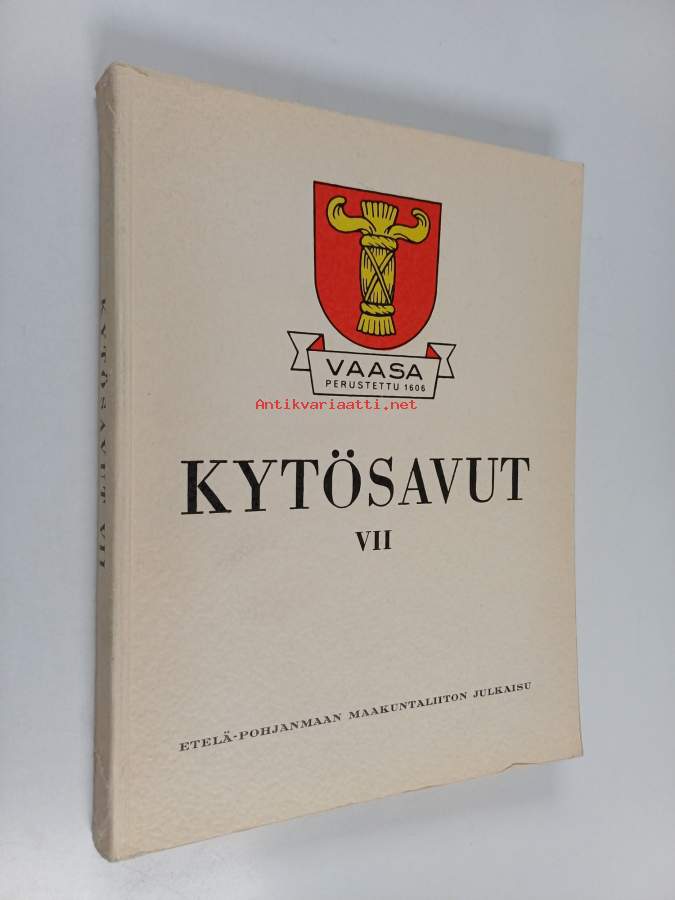 VAASA
PERUSTETTU 1606
Antikvariaatti.net
KYTÖSAVUT
VII
ETELÄ-POHJANMAAN MAAKUNTALIITON JULKAISU
KYTÖSAVUT VII